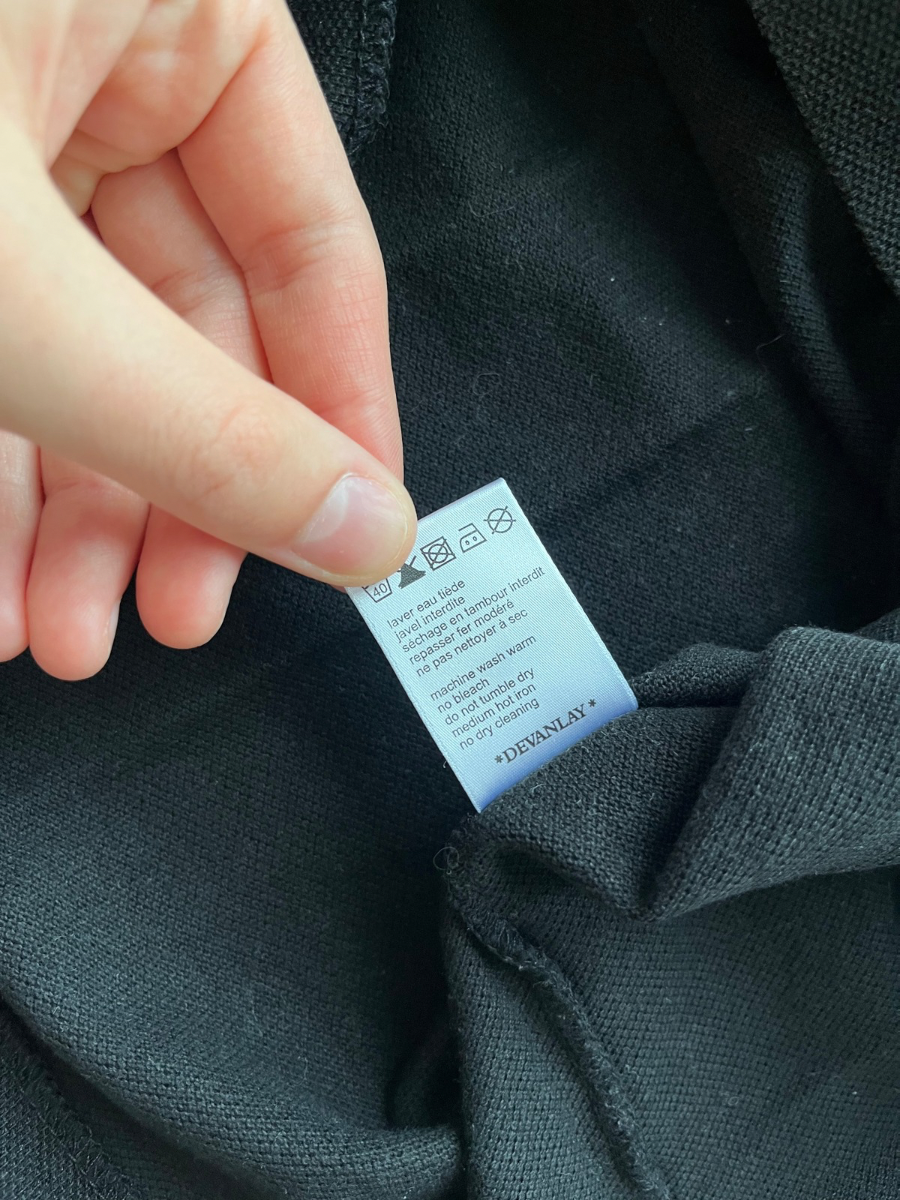 40
laver eau tiède
javel interdite
séchage en tambour interdit
repasser fer modéré
ne pas nettoyer à sec
machine wash warm
no bleach
do not tumble dry
medium hot iron
no dry cleaning
*DEVANLAY*